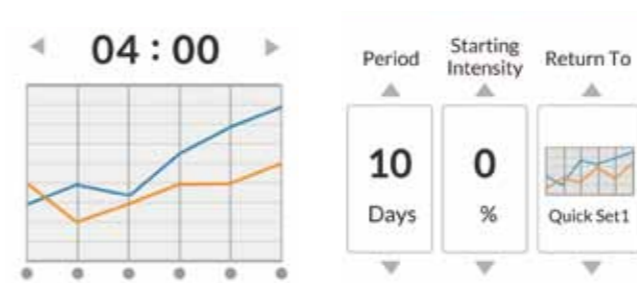 04 : 00
Period
Starting
Intensity
Return To
10
Days
0
%
Quick Set1